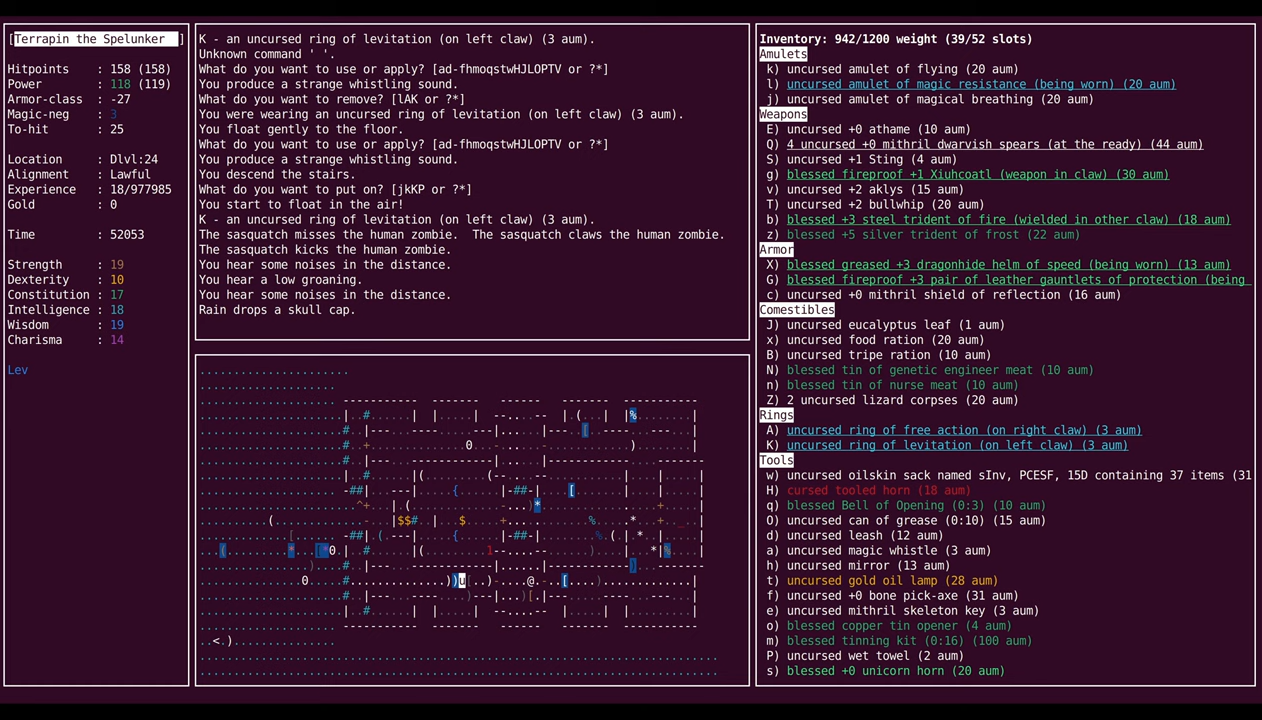 [Terrapin the Spelunker ]
Hitpoints : 158 (158)
Power : 118 (119)
Armor-class : -27
Magic-neg : 3
To-hit : 25
Location : Dlvl:24
Alignment : Lawful
Experience : 18/977985
Gold : 0
Time : 52053
Strength : 19
Dexterity : 10
Constitution : 17
Intelligence : 18
Wisdom : 19
Charisma : 14
Lev
K - an uncursed ring of levitation (on left claw) (3 aum).
Unknown command ' '.
What do you want to use or apply? [ad-fhmoqstwHJLOPTV or ?*]
You produce a strange whistling sound.
What do you want to remove? [lAK or ?*]
You were wearing an uncursed ring of levitation (on left claw) (3 aum).
You float gently to the floor.
What do you want to use or apply? [ad-fhmoqstwHJLOPTV or ?*]
You produce a strange whistling sound.
You descend the stairs.
What do you want to put on? [jkKP or ?*]
You start to float in the air!
K - an uncursed ring of levitation (on left claw) (3 aum).
The sasquatch misses the human zombie.  The sasquatch claws the human zombie.
The sasquatch kicks the human zombie.
You hear some noises in the distance.
You hear a low groaning.
You hear some noises in the distance.
Rain drops a skull cap.
Inventory: 942/1200 weight (39/52 slots)
Amulets
k) uncursed amulet of flying (20 aum)
l) uncursed amulet of magic resistance (being worn) (20 aum)
j) uncursed amulet of magical breathing (20 aum)
Weapons
E) uncursed +0 athame (10 aum)
Q) 4 uncursed +0 mithril dwarvish spears (at the ready) (44 aum)
S) uncursed +1 Sting (4 aum)
g) blessed fireproof +1 Xiuhcoatl (weapon in claw) (30 aum)
v) uncursed +2 aklys (15 aum)
T) uncursed +2 bullwhip (20 aum)
b) blessed +3 steel trident of fire (wielded in other claw) (18 aum)
z) blessed +5 silver trident of frost (22 aum)
Armor
X) blessed greased +3 dragonhide helm of speed (being worn) (13 aum)
G) blessed fireproof +3 pair of leather gauntlets of protection (being
c) uncursed +0 mithril shield of reflection (16 aum)
Comestibles
J) uncursed eucalyptus leaf (1 aum)
x) uncursed food ration (20 aum)
B) uncursed tripe ration (10 aum)
N) blessed tin of genetic engineer meat (10 aum)
n) blessed tin of nurse meat (10 aum)
Z) 2 uncursed lizard corpses (20 aum)
Rings
A) uncursed ring of free action (on right claw) (3 aum)
K) uncursed ring of levitation (on left claw) (3 aum)
Tools
w) uncursed oilskin sack named sInv, PCESF, 15D containing 37 items (31
H) cursed tooled horn (18 aum)
q) blessed Bell of Opening (0:3) (10 aum)
O) uncursed can of grease (0:10) (15 aum)
d) uncursed leash (12 aum)
a) uncursed magic whistle (3 aum)
h) uncursed mirror (13 aum)
t) uncursed gold oil lamp (28 aum)
f) uncursed +0 bone pick-axe (31 aum)
e) uncursed mithril skeleton key (3 aum)
o) blessed copper tin opener (4 aum)
m) blessed tinning kit (0:16) (100 aum)
P) uncursed wet towel (2 aum)
s) blessed +0 unicorn horn (20 aum)